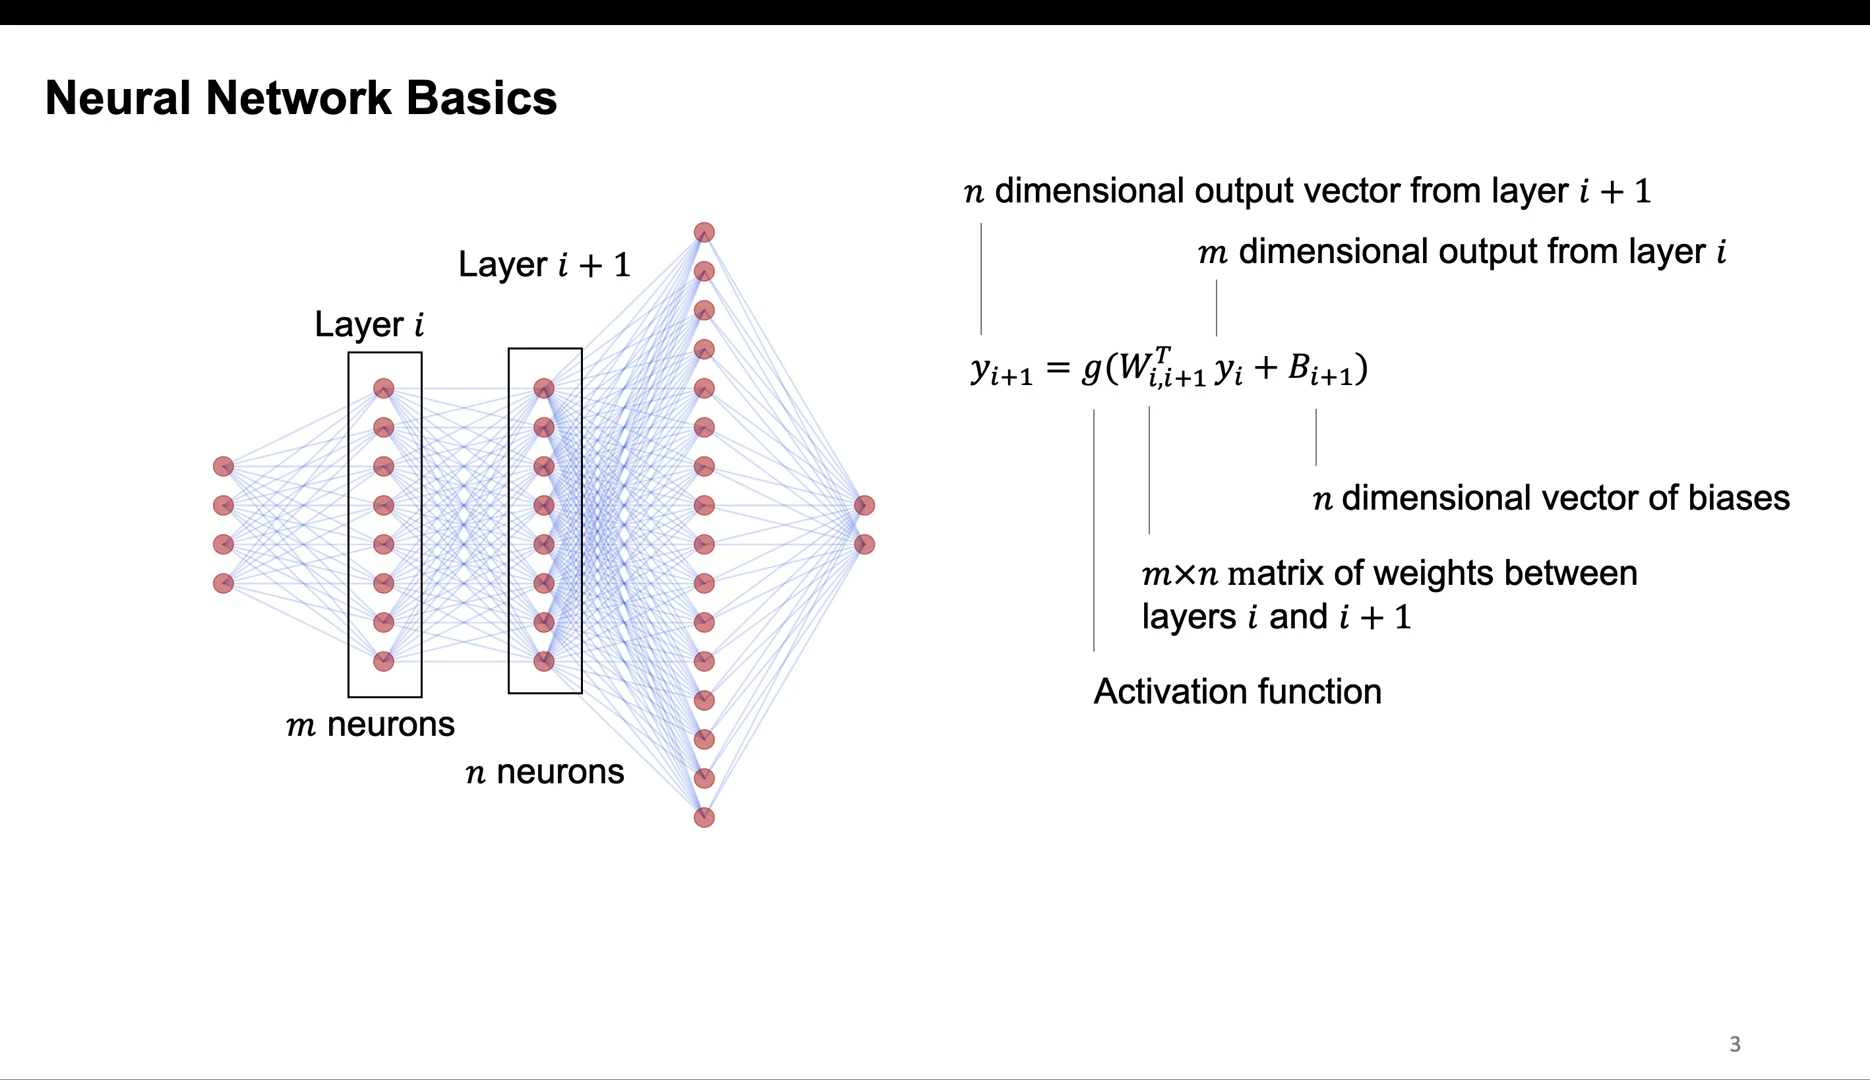 Neural Network Basics
Layer 𝑖 + 1
Layer 𝑖
𝑚 neurons
𝑛 neurons
𝑛 dimensional output vector from layer 𝑖 + 1
𝑚 dimensional output from layer 𝑖
𝑦_{𝑖+1} = 𝑔(𝑊_{𝑖,𝑖+1}^𝑇 𝑦_𝑖 + 𝐵_{𝑖+1})
𝑛 dimensional vector of biases
𝑚×𝑛 matrix of weights between
layers 𝑖 and 𝑖 + 1
Activation function
3